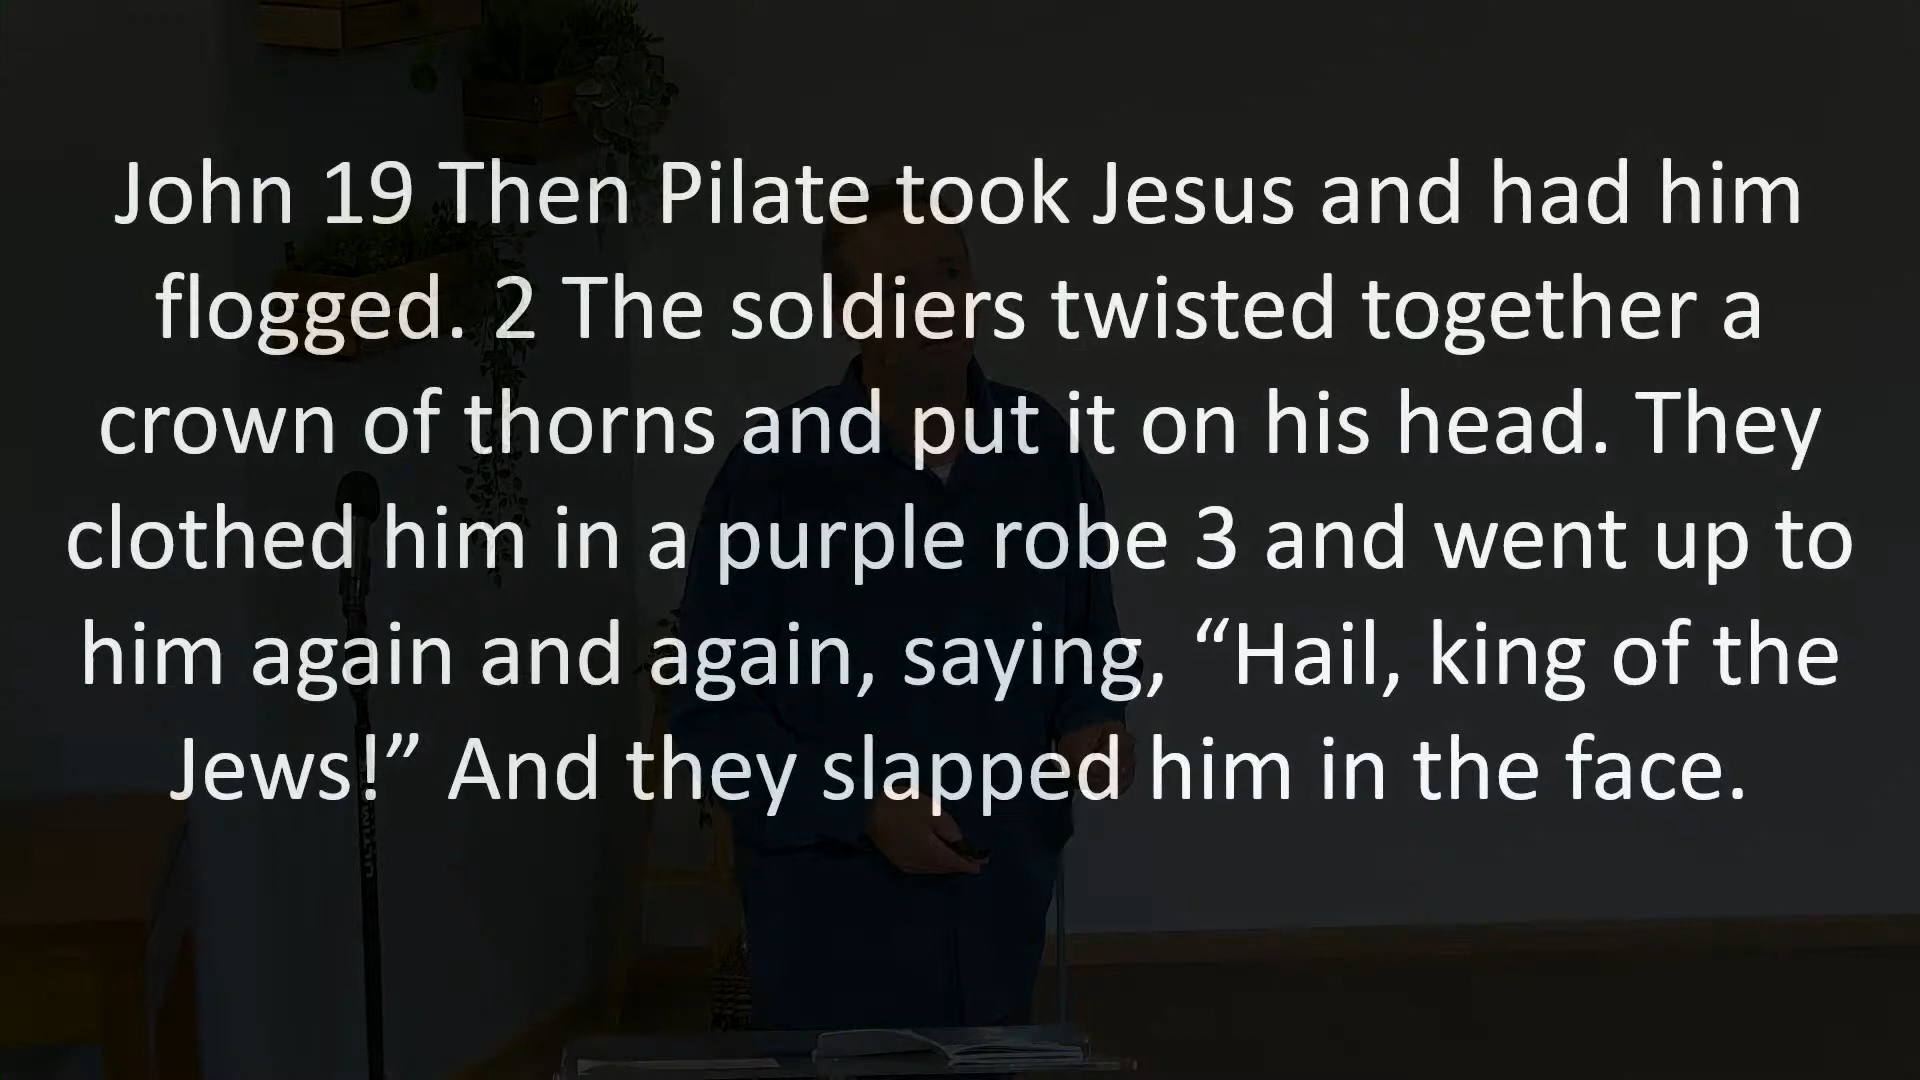 John 19 Then Pilate took Jesus and had him
flogged. 2 The soldiers twisted together a
crown of thorns and put it on his head. They
clothed him in a purple robe 3 and went up to
him again and again, saying, “Hail, king of the
Jews!” And they slapped him in the face.
ULTIMATE